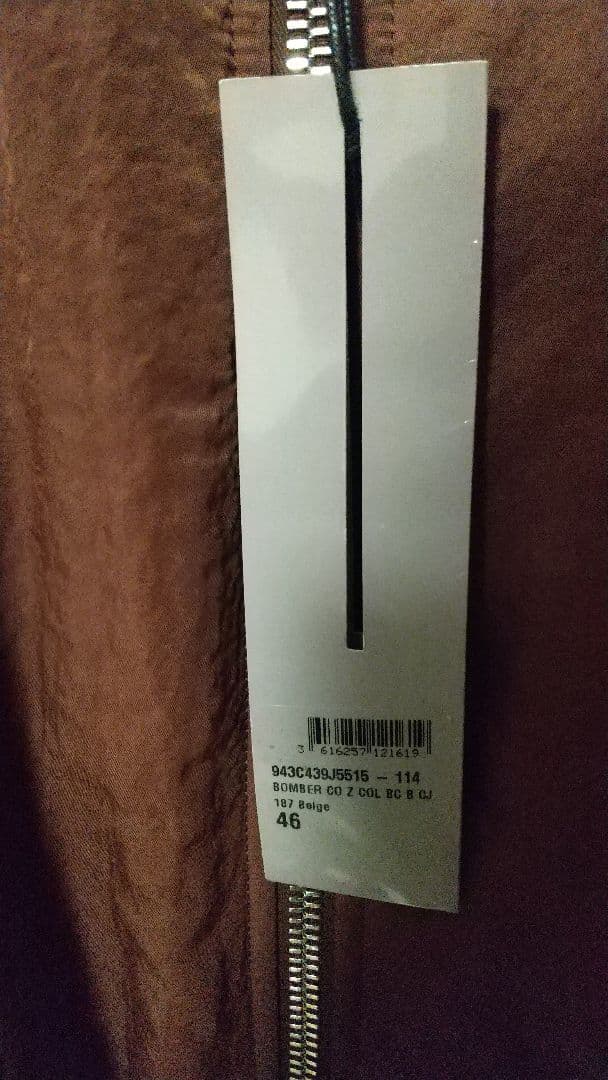 3 616257 121619
943C439J5515 - 114
BOMBER CO Z COL BC B CJ
187 Beige
46